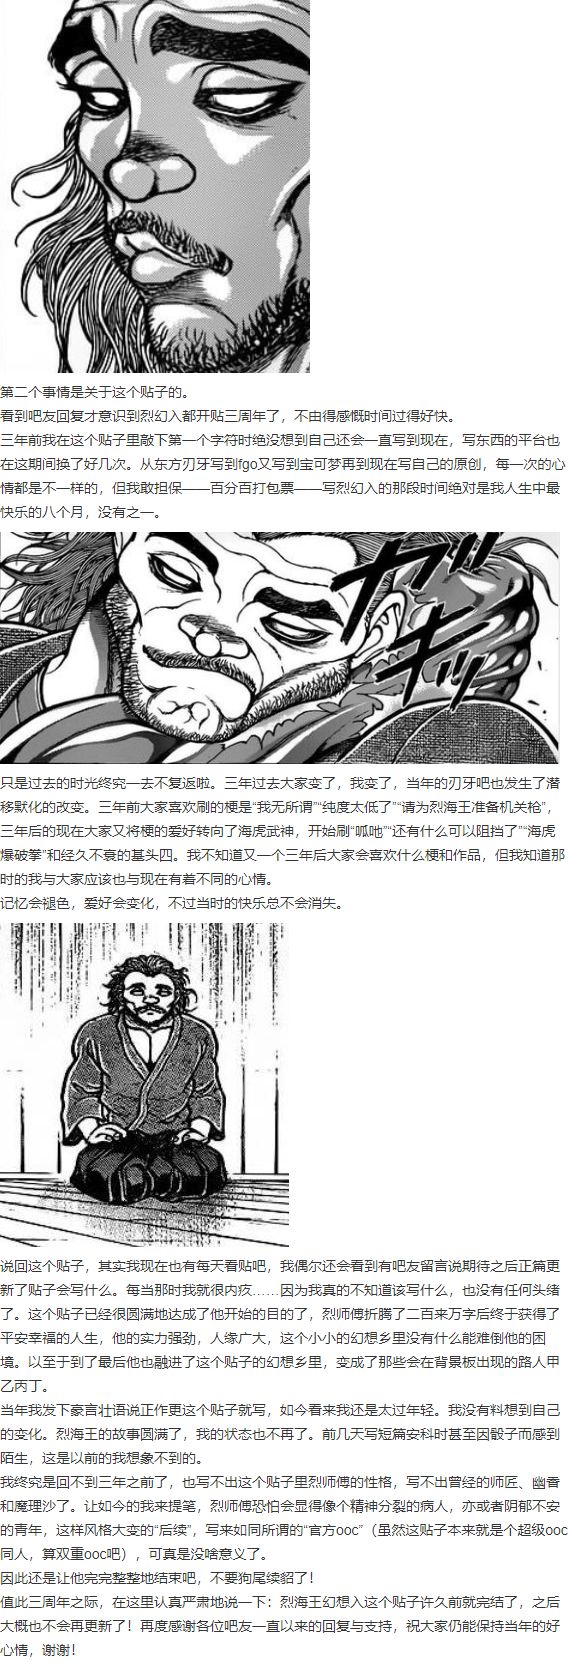 第二个事情是关于这个贴子的。
看到吧友回复才意识到烈幻入都开贴三周年了，不由得感慨时间过得好快。
三年前我在这个贴子里敲下第一个字符时绝没想到自己还会一直写到现在，写东西的平台也
在这期间换了好几次。从东方刃牙写到fgo又写到宝可梦再到现在写自己的原创，每一次的心
情都是不一样的，但我敢担保——百分百打包票——写烈幻入的那段时间绝对是我人生中最
快乐的八个月，没有之一。
ガ
ギッ
只是过去的时光终究一去不复返啦。三年过去大家变了，我变了，当年的刃牙吧也发生了潜
移默化的改变。三年前大家喜欢刷的梗是“我无所谓”“纯度太低了”“请为烈海王准备机关枪”，
三年后的现在大家又将梗的爱好转向了海虎武神，开始刷“呱吔”“还有什么可以阻挡了”“海虎
爆破拳”和经久不衰的基头四。我不知道又一个三年后大家会喜欢什么梗和作品，但我知道那
时的我与大家应该也与现在有着不同的心情。
记忆会褪色，爱好会变化，不过当时的快乐总不会消失。
说回这个贴子，其实我现在也有每天看贴吧，我偶尔还会看到有吧友留言说期待之后正篇更
新了贴子会写什么。每当那时我就很内疚……因为我真的不知道该写什么，也没有任何头绪
了。这个贴子已经很圆满地达成了他开始的目的了，烈师傅折腾了二百来万字后终于获得了
平安幸福的人生，他的实力强劲，人缘广大，这个小小的幻想乡里没有什么能难倒他的困
境。以至于到了最后他也融进了这个贴子的幻想乡里，变成了那些会在背景板出现的路人甲
乙丙丁。
当年我发下豪言壮语说正作更这个贴子就写，如今看来我还是太过年轻。我没有料想到自己
的变化。烈海王的故事圆满了，我的状态也不再了。前几天写短篇安科时甚至因骰子而感到
陌生，这是以前的我想象不到的。
我终究是回不到三年之前了，也写不出这个贴子里烈师傅的性格，写不出曾经的师匠、幽香
和魔理沙了。让如今的我来提笔，烈师傅恐怕会显得像个精神分裂的病人，亦或者阴郁不安
的青年，这样风格大变的“后续”，写来如同所谓的“官方ooc”（虽然这贴子本来就是个超级ooc
同人，算双重ooc吧），可真是没啥意义了。
因此还是让他完完整整地结束吧，不要狗尾续貂了！
值此三周年之际，在这里认真严肃地说一下：烈海王幻想入这个贴子许久前就完结了，之后
大概也不会再更新了！再度感谢各位吧友一直以来的回复与支持，祝大家仍能保持当年的好
心情，谢谢！